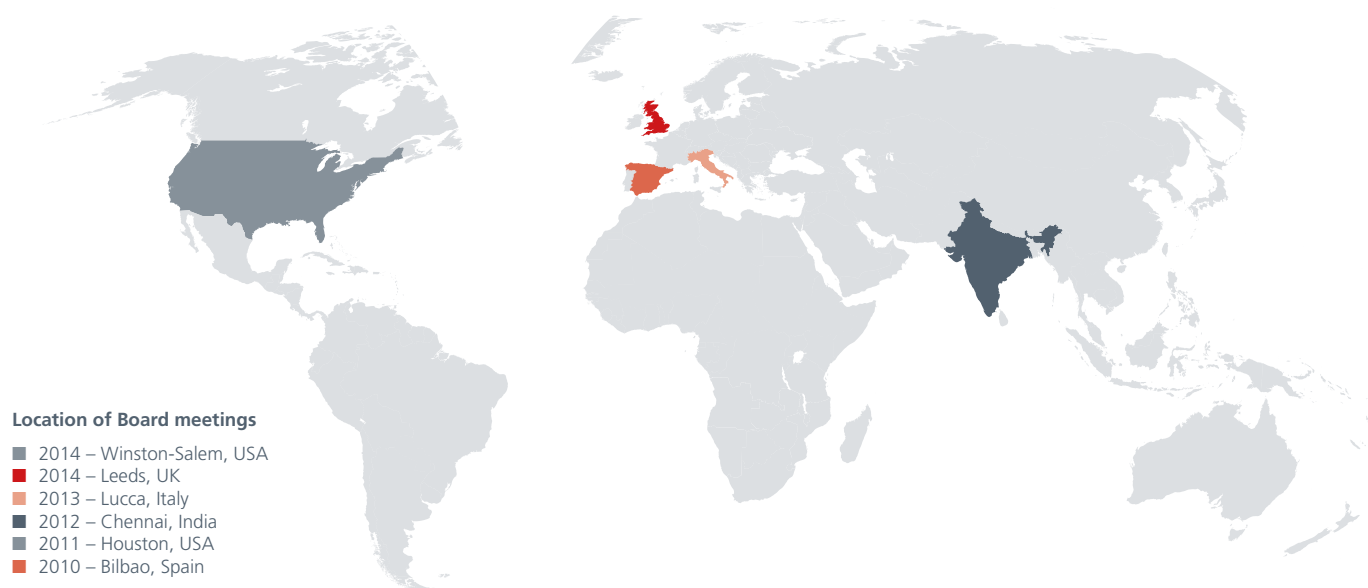 Location of Board meetings
2014 – Winston-Salem, USA
2014 – Leeds, UK
2013 – Lucca, Italy
2012 – Chennai, India
2011 – Houston, USA
2010 – Bilbao, Spain